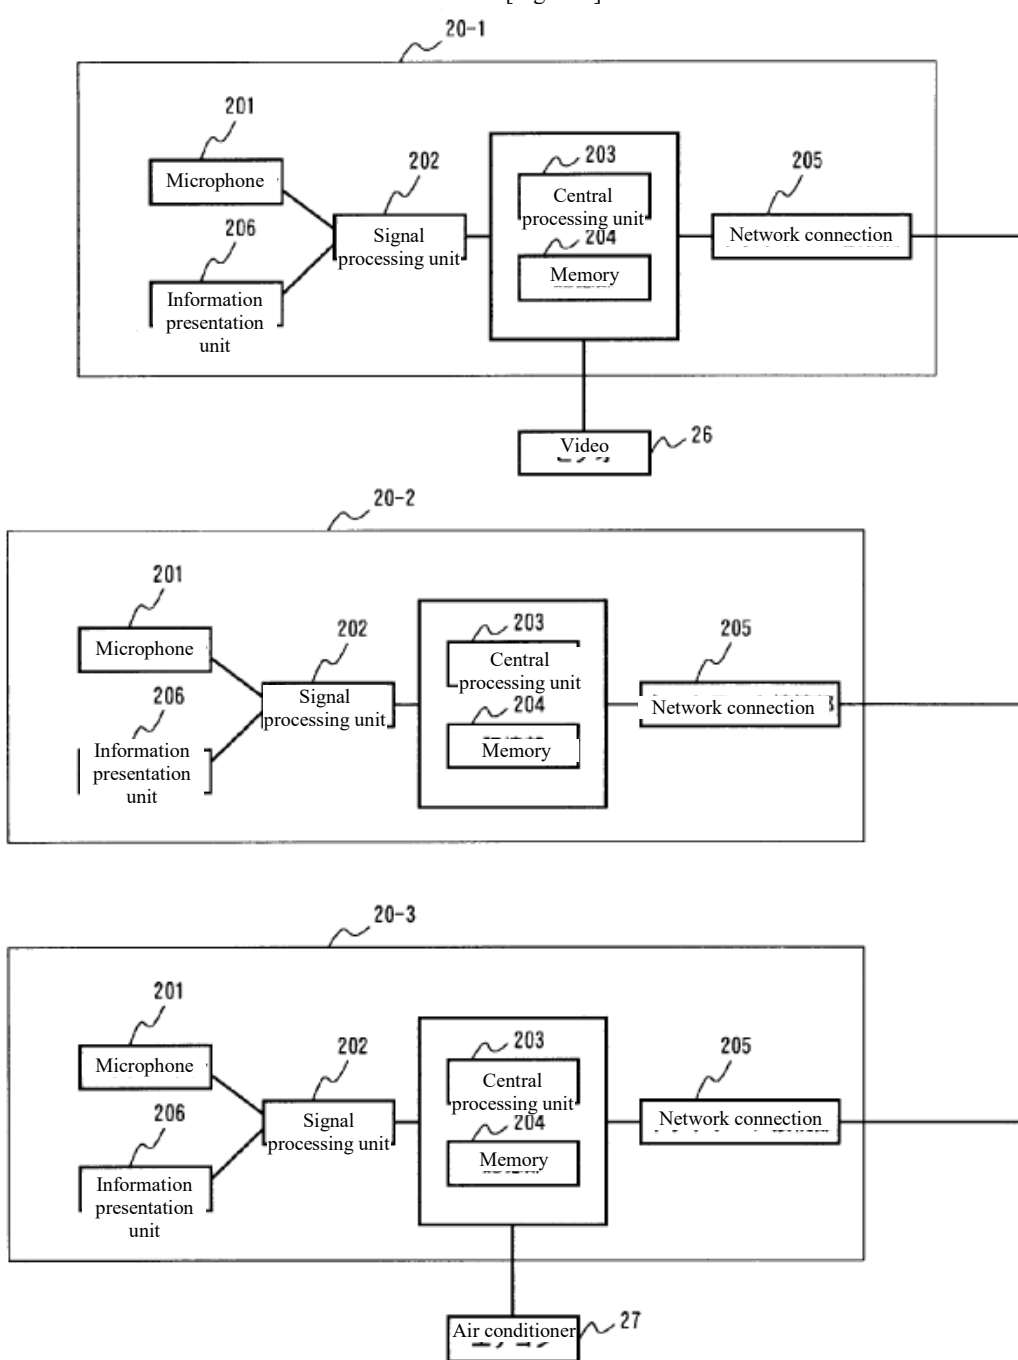 20-1
201
Microphone
202
203
205
Central
processing unit
206
Signal
processing unit
204
Network connection
Memory
Information
presentation
unit
Video
26
20-2
201
Microphone
202
203
205
Central
processing unit
206
Signal
processing unit
204
Network connection
Memory
Information
presentation
unit
20-3
201
Microphone
202
203
205
Central
processing unit
206
Signal
processing unit
204
Network connection
Memory
Information
presentation
unit
Air conditioner
27